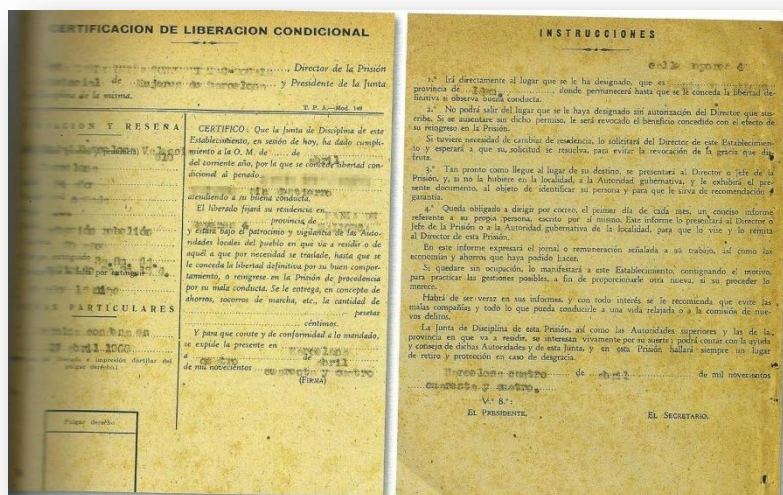 CERTIFICACION DE LIBERACION CONDICIONAL
, Director de la Prisión
de Mujeres de Barcelona y Presidente de la Junta
de la misma.
T. P. A.—Mod. 149
Y RESEÑA
rebelión
PARTICULARES
condena en
abril
pulgar derecho)
Pulgar derecho
CERTIFICO: Que la Junta de Disciplina de este
Establecimiento, en sesión de hoy, ha dado cumpli-
miento a la O. M. de de abril
del corriente año, por la que se concede libertad con-
dicional al penado
sin destierro
atendiendo a su buena conducta.
El liberado fijará su residencia en
provincia de
y estará bajo el patrocinio y vigilancia de las Auto-
ridades locales del pueblo en que va a residir o de
aquel a que por necesidad se traslade, hasta que se
le conceda la libertad definitiva por su buen compor-
tamiento, o reingrese en la Prisión de procedencia
por su mala conducta. Se le entrega, en concepto de
ahorros, socorros de marcha, etc., la cantidad de
pesetas
céntimos.
Y para que conste y de conformidad a lo mandado,
se expide la presente en Barcelona
a cuatro de abril
de mil novecientos cuarenta y cuatro
(FIRMA)
INSTRUCCIONES
calle
1.ª Irá directamente al lugar que se le ha designado, que es
provincia de , donde permanecerá hasta que se le conceda la libertad de-
finitiva si observa buena conducta.
2.ª No podrá salir del lugar que se le haya designado sin autorización del Director que sus-
cribe. Si se ausentare sin dicho permiso, le será revocado el beneficio concedido con el efecto de
su reingreso en la Prisión.
Si tuviere necesidad de cambiar de residencia, lo solicitará del Director de este Establecimien-
to y esperará a que su solicitud se resuelva, para evitar la revocación de la gracia que dis-
fruta.
3.ª Tan pronto como llegue al lugar de su destino, se presentará al Director o Jefe de la
Prisión, y, si no la hubiere en la localidad, a la Autoridad gubernativa, y le exhibirá el pre-
sente documento, al objeto de identificar su persona y para que le sirva de recomendación y
garantía.
4.ª Queda obligado a dirigir por correo, el primer día de cada mes, un conciso informe
referente a su propia persona, escrito por sí mismo. Este informe lo presentará al Director o
Jefe de la Prisión o a la Autoridad gubernativa de la localidad, para que lo vise y lo remita
al Director de esta Prisión.
En este informe expresará el jornal o remuneración señalada a su trabajo, así como las
economías y ahorros que haya podido hacer.
Si quedare sin ocupación, lo manifestará a este Establecimiento, consignando el motivo,
para practicar las gestiones posibles, a fin de proporcionarle otra nueva, si su proceder lo
merece.
Habrá de ser veraz en sus informes, y con todo interés se le recomienda que evite las
malas compañías y todo lo que pueda conducirle a una vida relajada o a la comisión de nue-
vos delitos.
La Junta de Disciplina de esta Prisión, así como las Autoridades superiores y las de la
provincia en que va a residir, se interesan vivamente por su suerte; podrá contar con la ayuda
y consejo de dichas Autoridades y de esta Junta, y en esta Prisión hallará siempre un lugar
de retiro y protección en caso de desgracia.
Barcelona cuatro de abril de mil novecientos
cuarenta y cuatro.
V.º B.º:
EL PRESIDENTE. EL SECRETARIO.